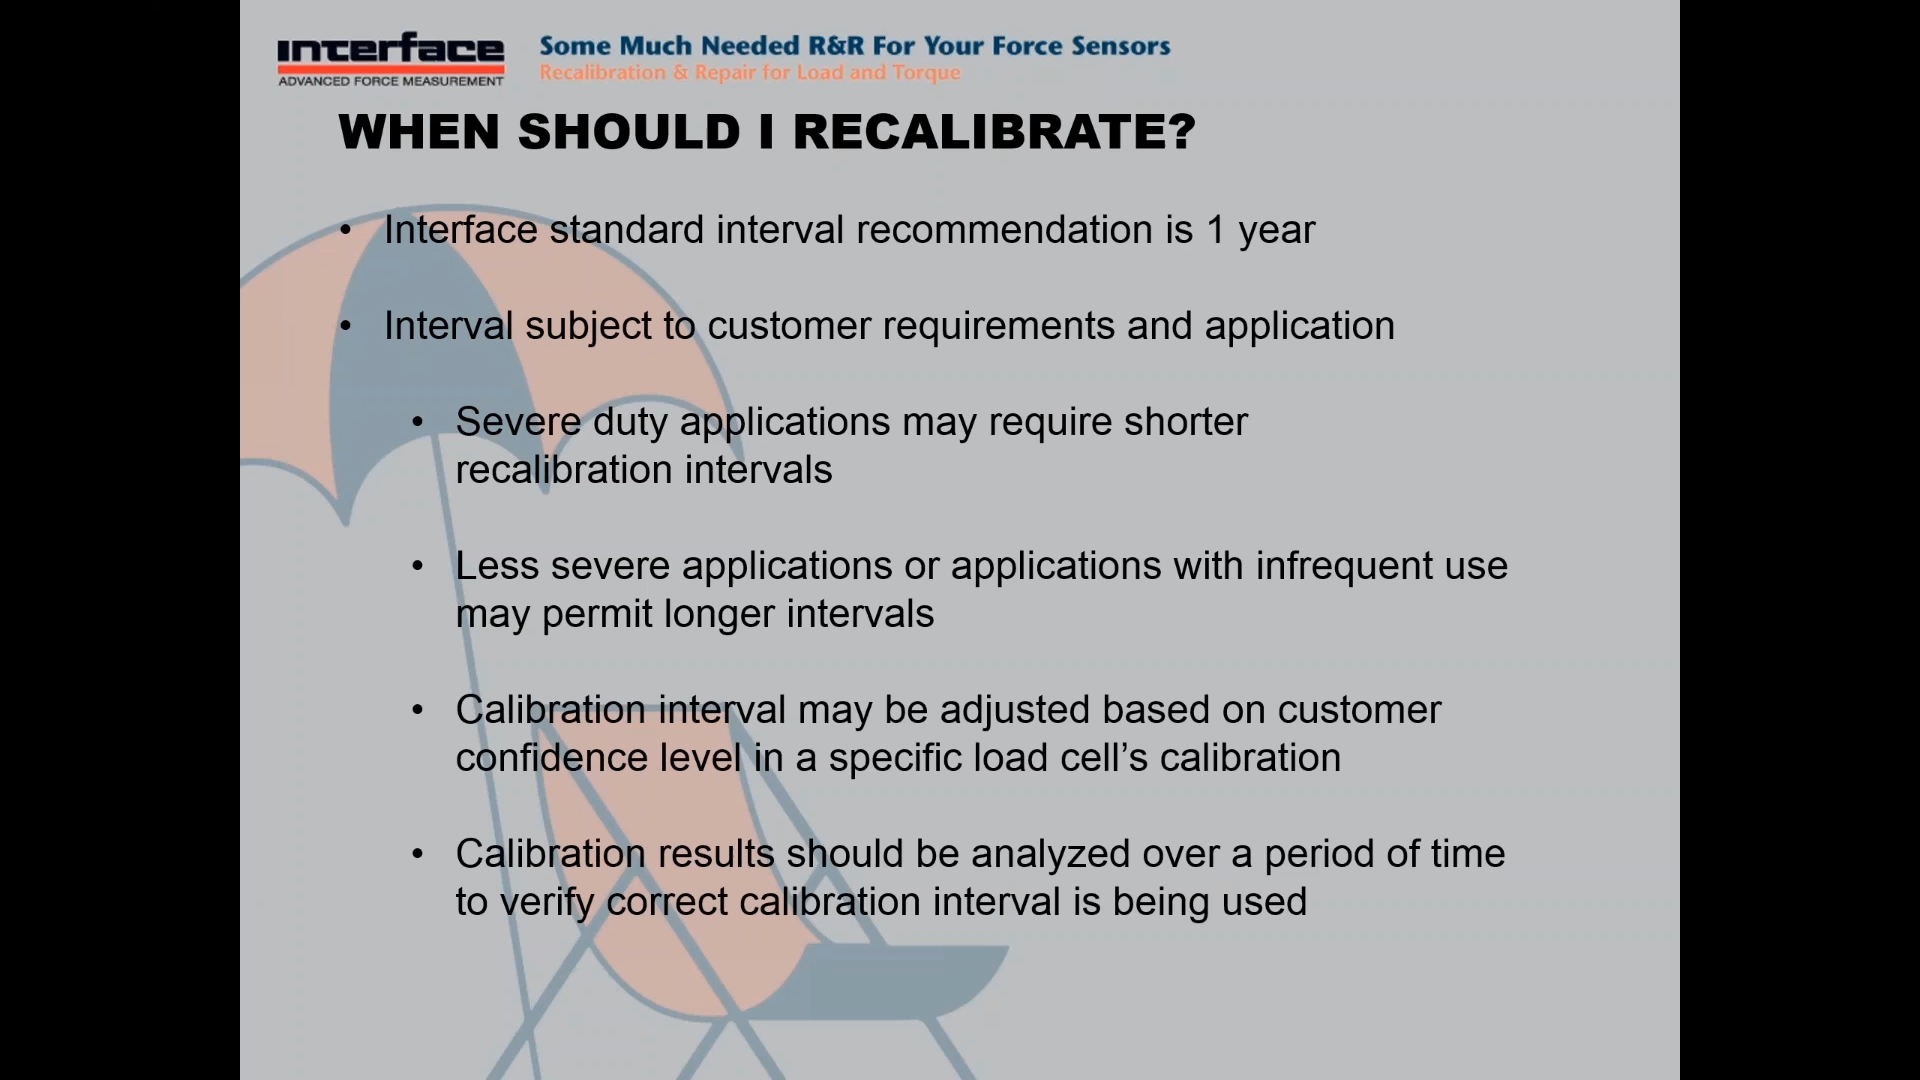 interface
ADVANCED FORCE MEASUREMENT
Some Much Needed R&R For Your Force Sensors
Recalibration & Repair for Load and Torque
WHEN SHOULD I RECALIBRATE?
• Interface standard interval recommendation is 1 year
• Interval subject to customer requirements and application
• Severe duty applications may require shorter
recalibration intervals
• Less severe applications or applications with infrequent use
may permit longer intervals
• Calibration interval may be adjusted based on customer
confidence level in a specific load cell’s calibration
• Calibration results should be analyzed over a period of time
to verify correct calibration interval is being used